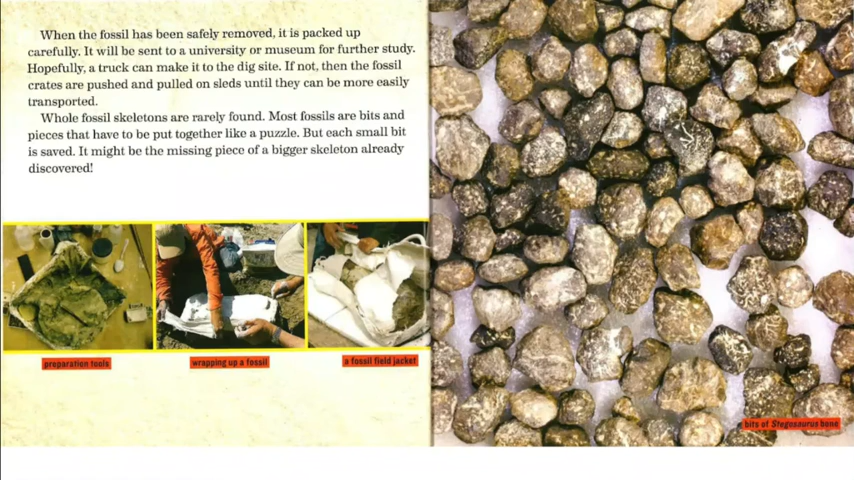 When the fossil has been safely removed, it is packed up
carefully. It will be sent to a university or museum for further study.
Hopefully, a truck can make it to the dig site. If not, then the fossil
crates are pushed and pulled on sleds until they can be more easily
transported.
Whole fossil skeletons are rarely found. Most fossils are bits and
pieces that have to be put together like a puzzle. But each small bit
is saved. It might be the missing piece of a bigger skeleton already
discovered!
preparation tools
wrapping up a fossil
a fossil field jacket
bits of Stegosaurus bone